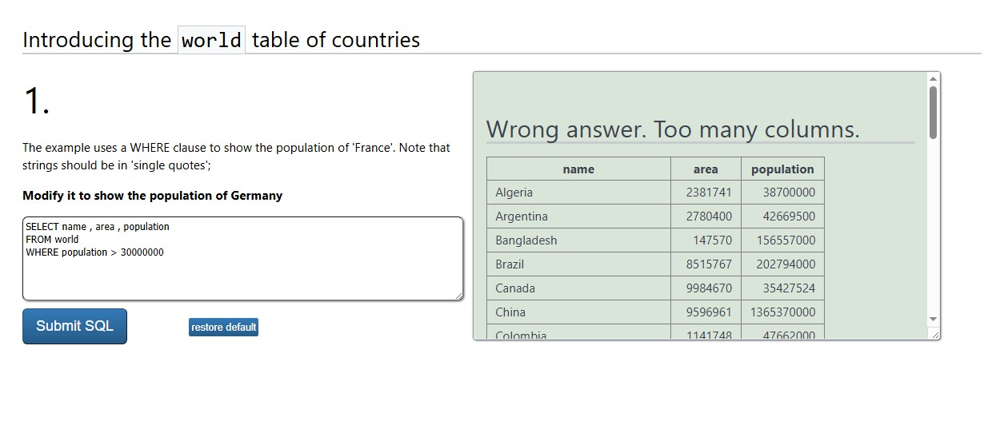 Introducing the world table of countries
1.
The example uses a WHERE clause to show the population of 'France'. Note that
strings should be in 'single quotes';
Modify it to show the population of Germany
SELECT name , area , population
FROM world
WHERE population > 30000000
Submit SQL
restore default
Wrong answer. Too many columns.
name area population
Algeria 2381741 38700000
Argentina 2780400 42669500
Bangladesh 147570 156557000
Brazil 8515767 202794000
Canada 9984670 35427524
China 9596961 1365370000
Colombia 1141748 47662000